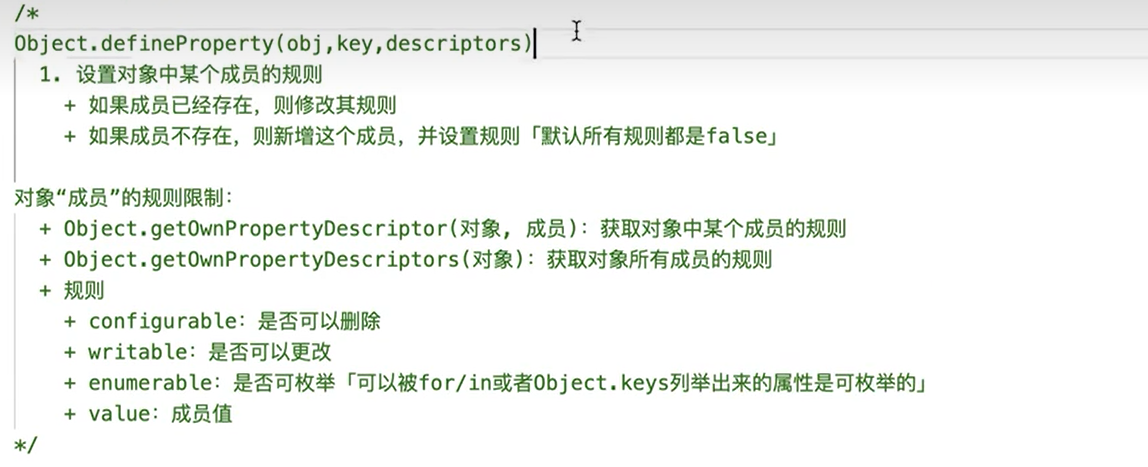 /*
Object.defineProperty(obj,key,descriptors)
1. 设置对象中某个成员的规则
+ 如果成员已经存在，则修改其规则
+ 如果成员不存在，则新增这个成员，并设置规则「默认所有规则都是false」
对象“成员”的规则限制：
+ Object.getOwnPropertyDescriptor(对象, 成员)：获取对象中某个成员的规则
+ Object.getOwnPropertyDescriptors(对象)：获取对象所有成员的规则
+ 规则
+ configurable：是否可以删除
+ writable：是否可以更改
+ enumerable：是否可枚举「可以被for/in或者Object.keys列举出来的属性是可枚举的」
+ value：成员值
*/